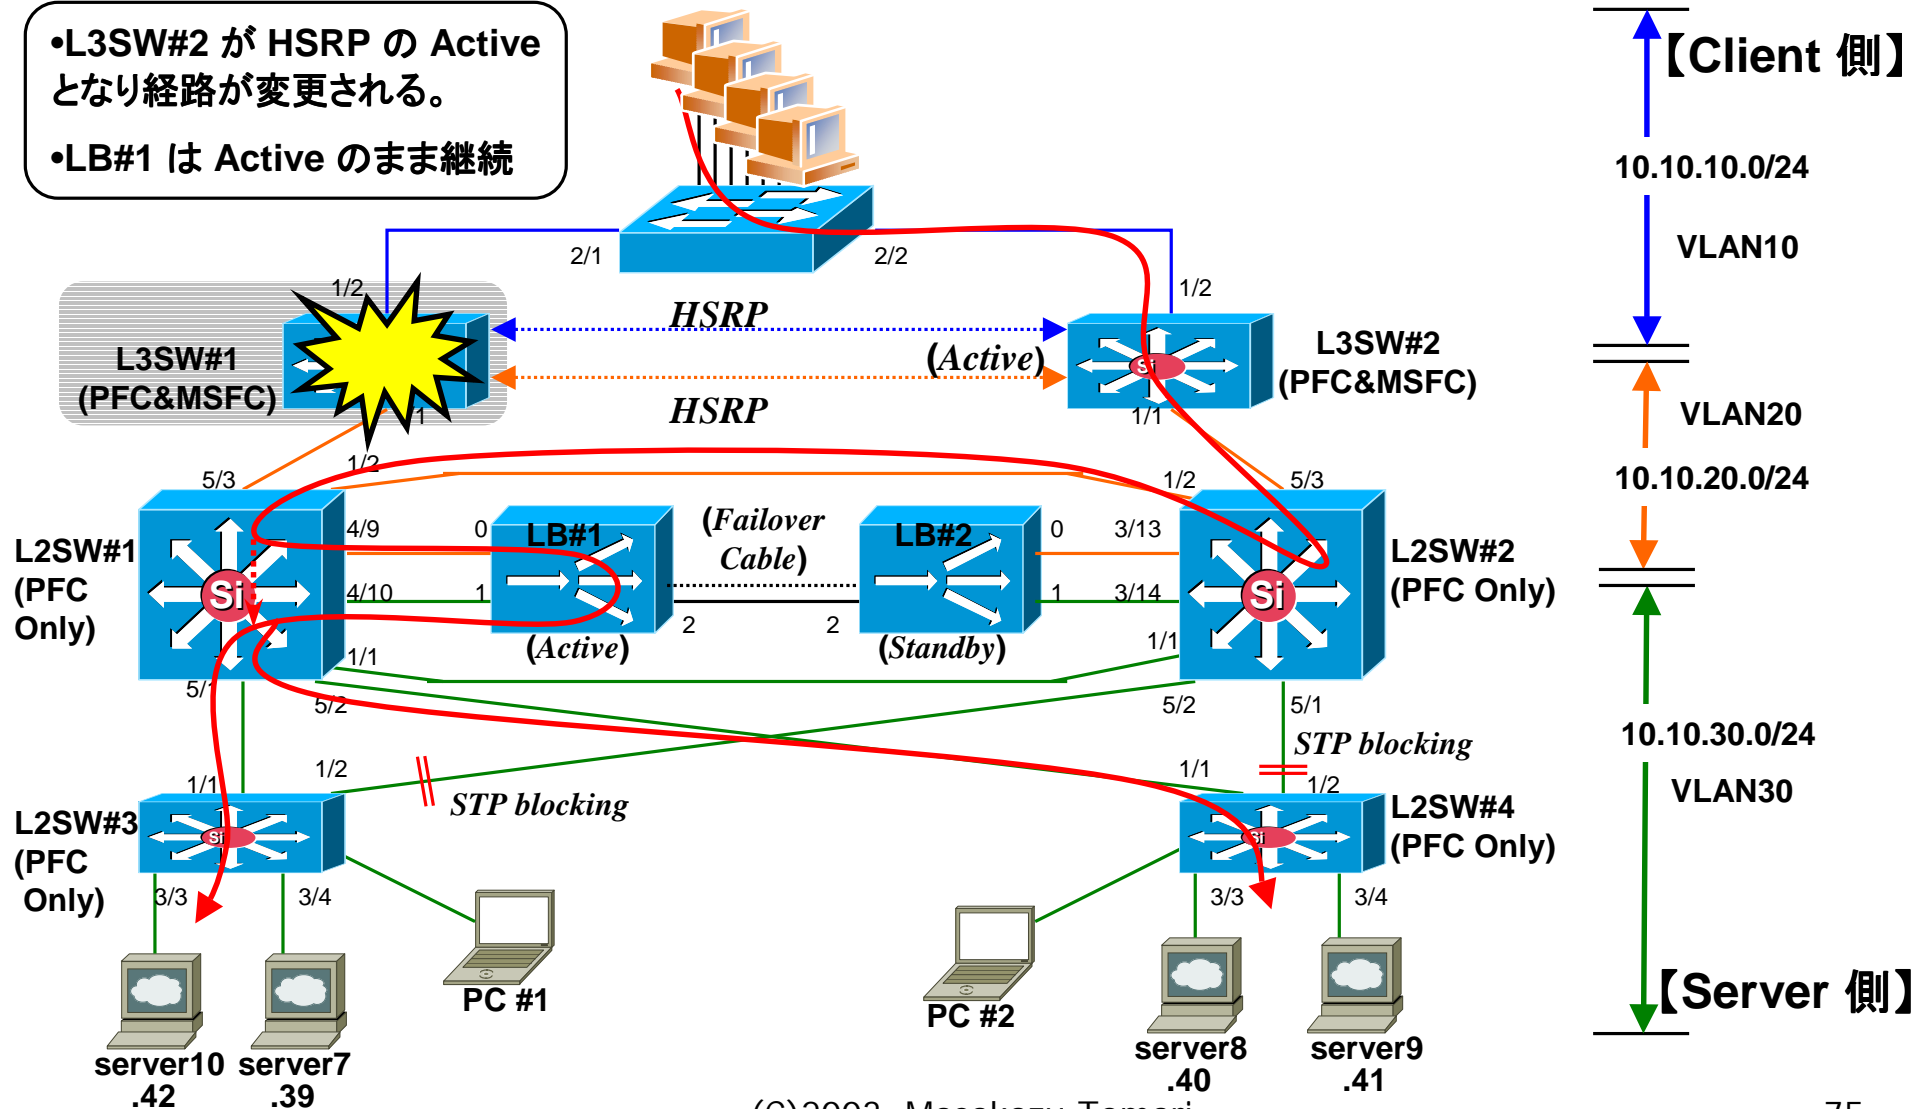 •L3SW#2 が HSRP の Active
となり経路が変更される。
•LB#1 は Active のまま継続
【Client 側】
10.10.10.0/24
VLAN10
2/1
2/2
1/2
1/2
HSRP
L3SW#1
(PFC&MSFC)
(Active)
L3SW#2
(PFC&MSFC)
HSRP
1
1/1
VLAN20
10.10.20.0/24
5/3
1/2
1/2
5/3
L2SW#1
(PFC
Only)
Si
4/9
0
LB#1
(Failover
Cable)
LB#2
0
3/13
L2SW#2
(PFC Only)
Si
4/10
1
1
3/14
2
2
(Active)
(Standby)
1/1
1/1
5/1
5/2
5/2
5/1
STP blocking
10.10.30.0/24
VLAN30
1/1
1/2
STP blocking
1/1
1/2
L2SW#3
(PFC
Only)
Si
L2SW#4
(PFC Only)
Si
Si
3/3
3/4
3/3
3/4
PC #1
PC #2
【Server 側】
server10
.42
server7
.39
server8
.40
server9
.41